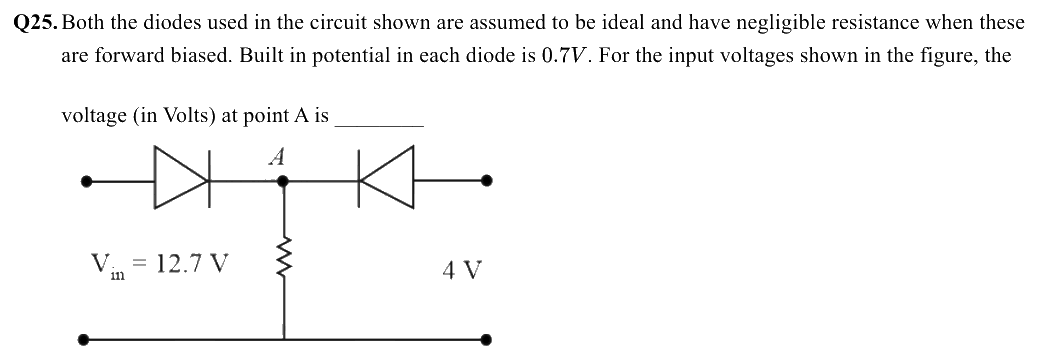 Q25. Both the diodes used in the circuit shown are assumed to be ideal and have negligible resistance when these
are forward biased. Built in potential in each diode is 0.7V. For the input voltages shown in the figure, the
voltage (in Volts) at point A is ________
A
Vin = 12.7 V
4 V